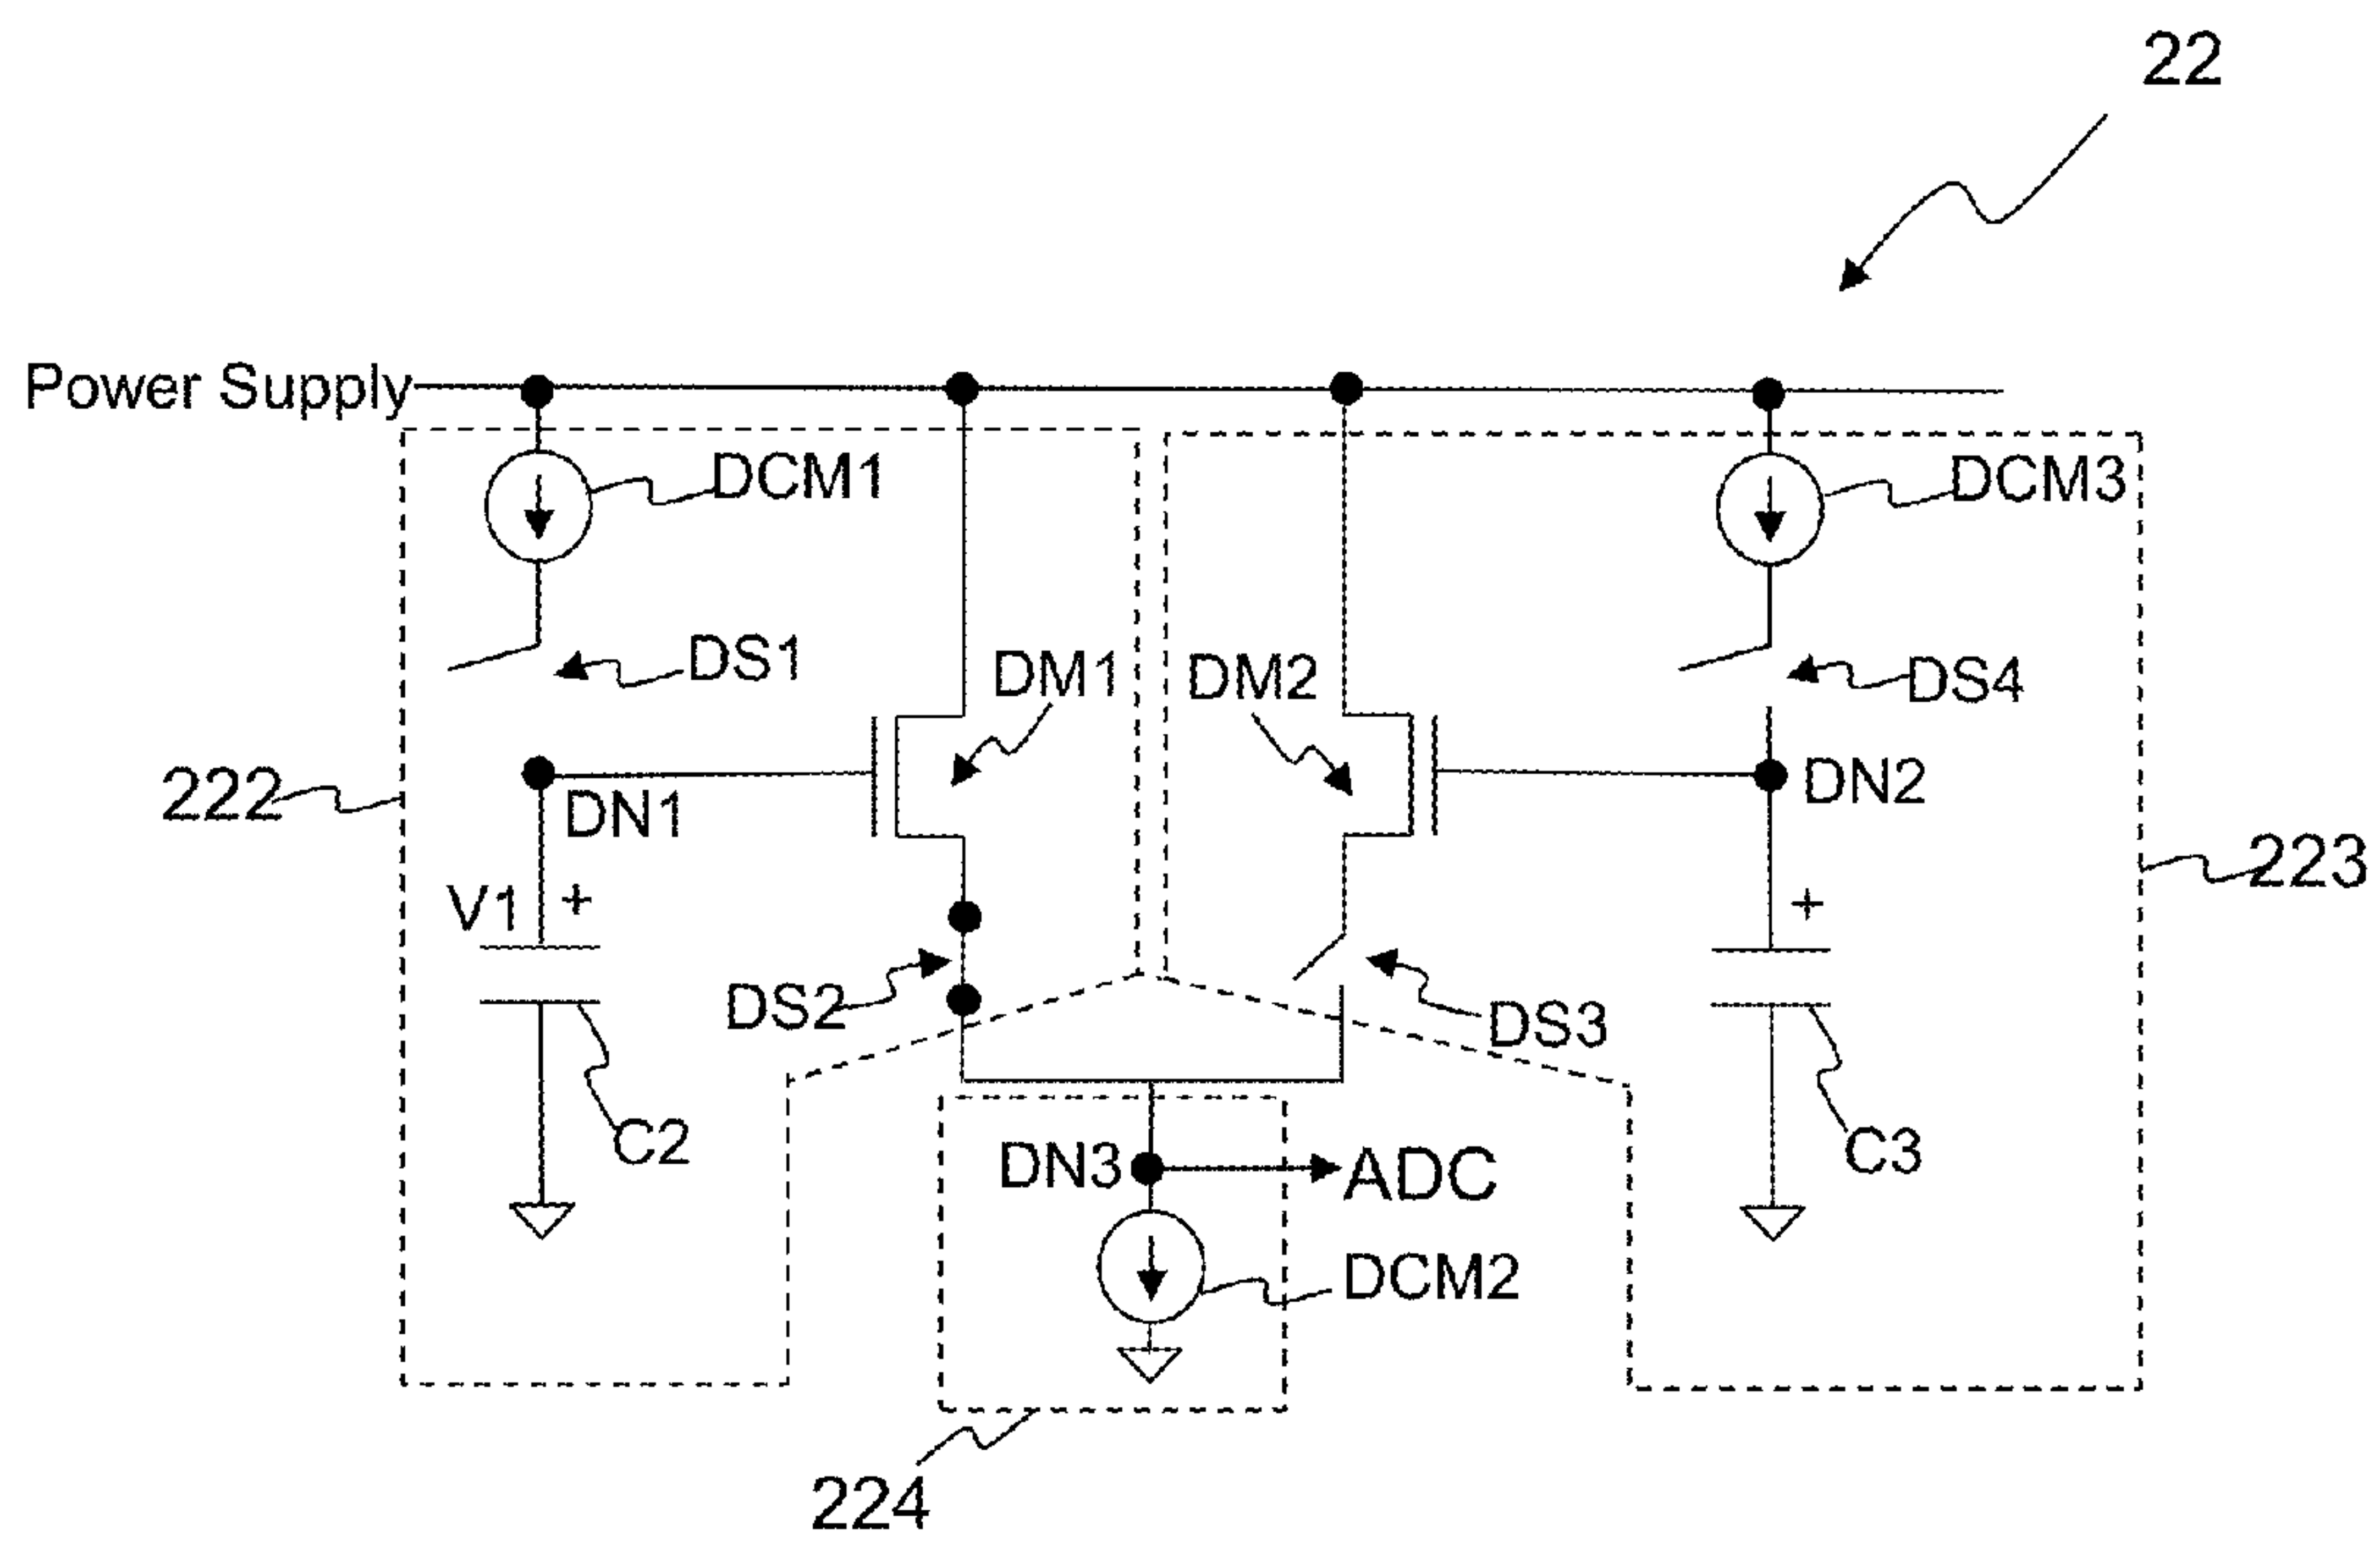 22
Power Supply
DCM1
DCM3
DS1
DM1
DM2
DS4
222
DN1
DN2
V1 +
+
223
DS2
DS3
C2
DN3
ADC
C3
DCM2
224